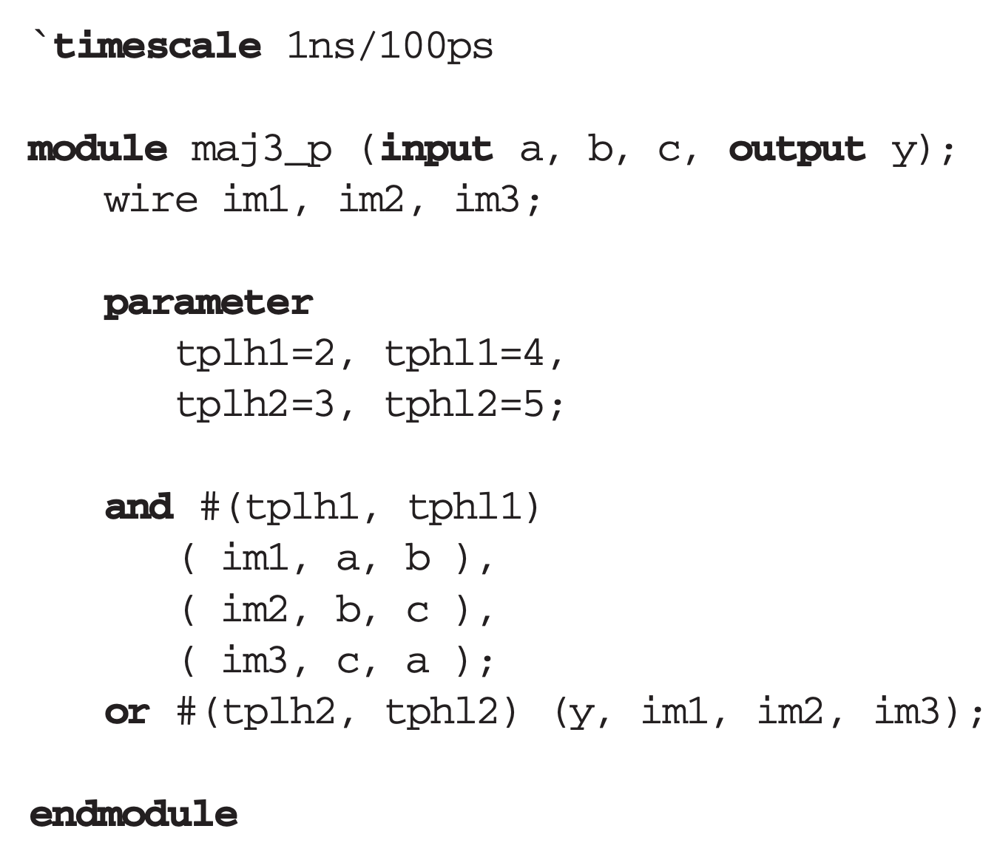 `timescale 1ns/100ps
module maj3_p (input a, b, c, output y);
wire im1, im2, im3;
parameter
tplh1=2, tphl1=4,
tplh2=3, tphl2=5;
and #(tplh1, tphl1)
( im1, a, b ),
( im2, b, c ),
( im3, c, a );
or #(tplh2, tphl2) (y, im1, im2, im3);
endmodule